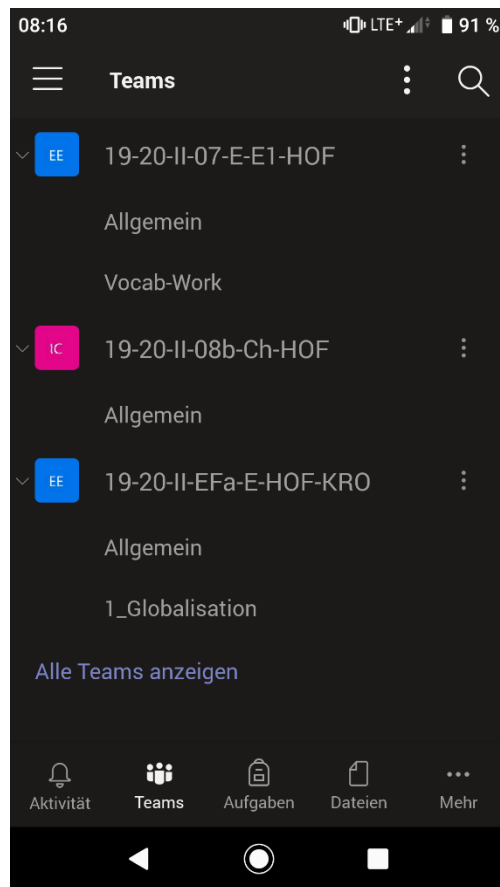 08:16 LTE+ 91 %
Teams
EE 19-20-II-07-E-E1-HOF
Allgemein
Vocab-Work
1C 19-20-II-08b-Ch-HOF
Allgemein
EE 19-20-II-EFa-E-HOF-KRO
Allgemein
1_Globalisation
Alle Teams anzeigen
Aktivität Teams Aufgaben Dateien Mehr